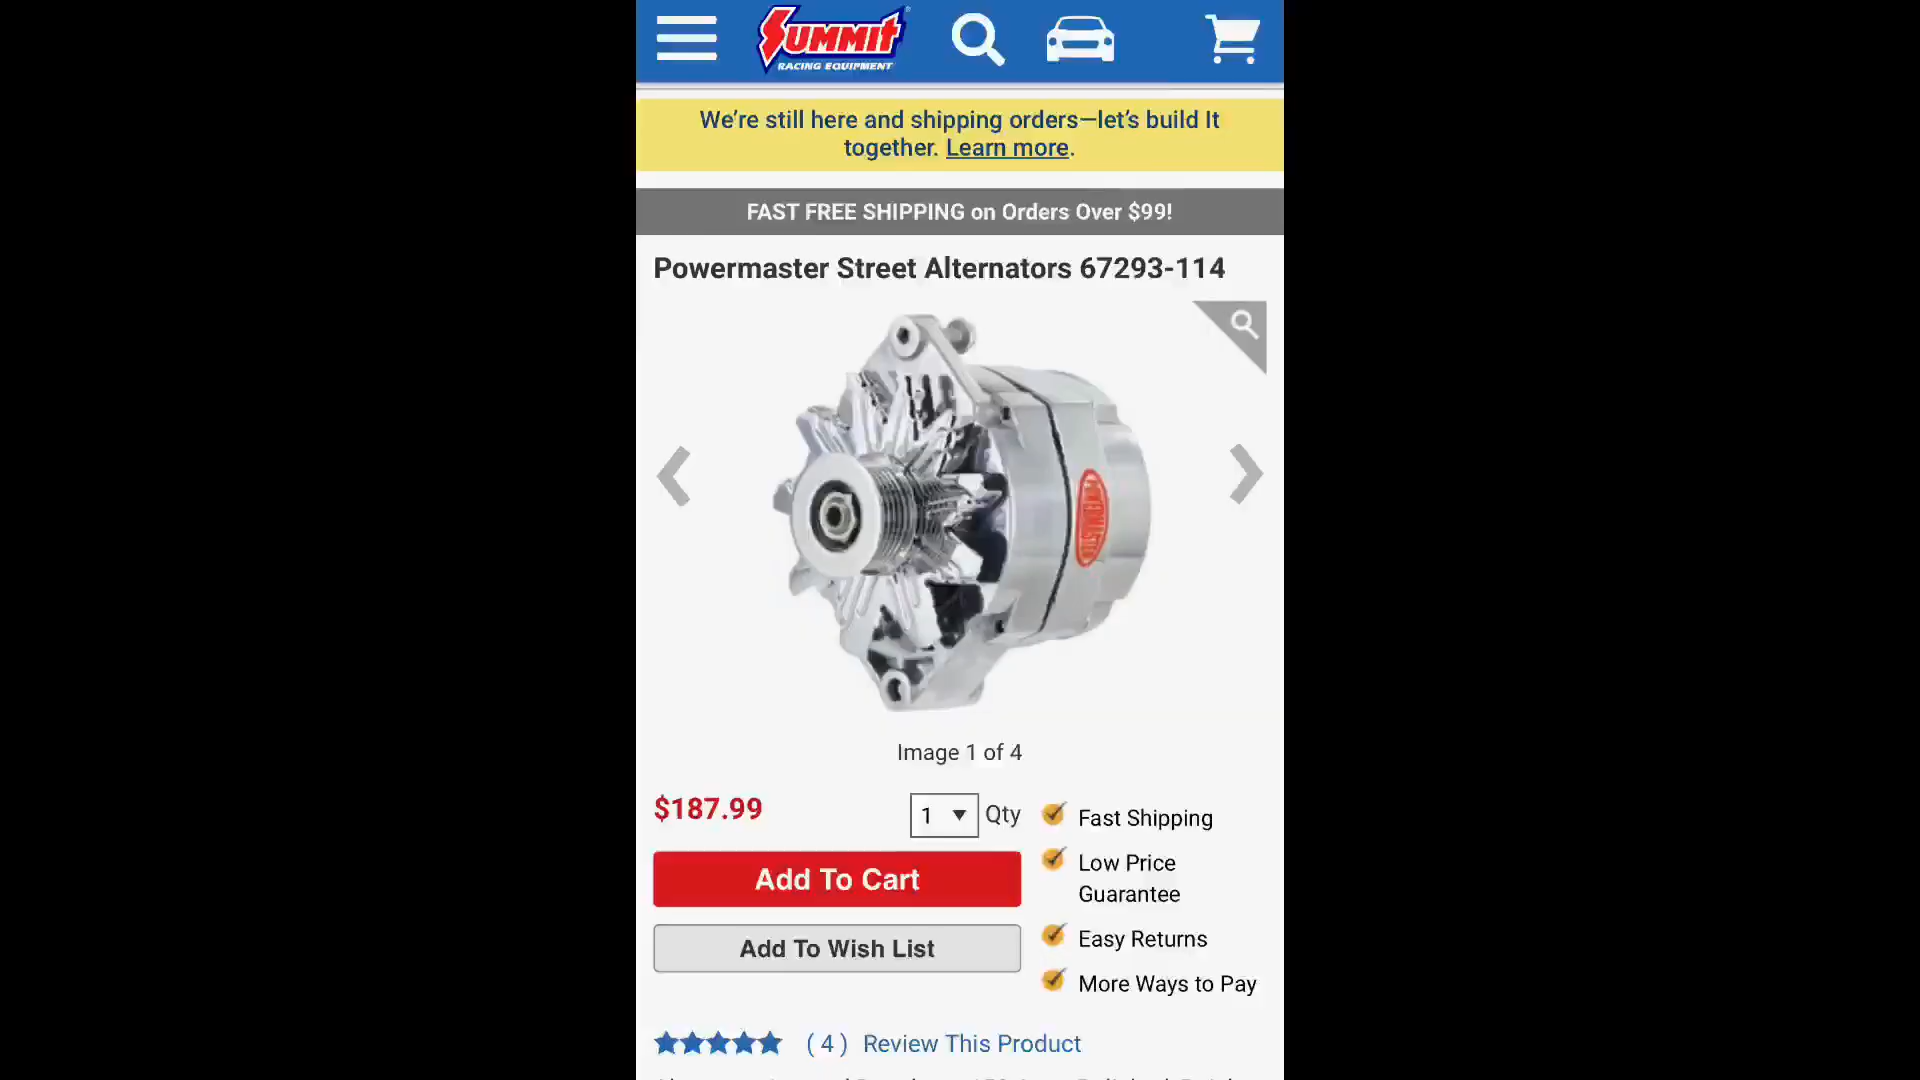 SUMMIT
RACING EQUIPMENT
We’re still here and shipping orders—let’s build It
together. Learn more.
FAST FREE SHIPPING on Orders Over $99!
Powermaster Street Alternators 67293-114
POWERMASTER
Image 1 of 4
$187.99
1
Qty
Fast Shipping
Add To Cart
Low Price
Guarantee
Add To Wish List
Easy Returns
More Ways to Pay
( 4 ) Review This Product